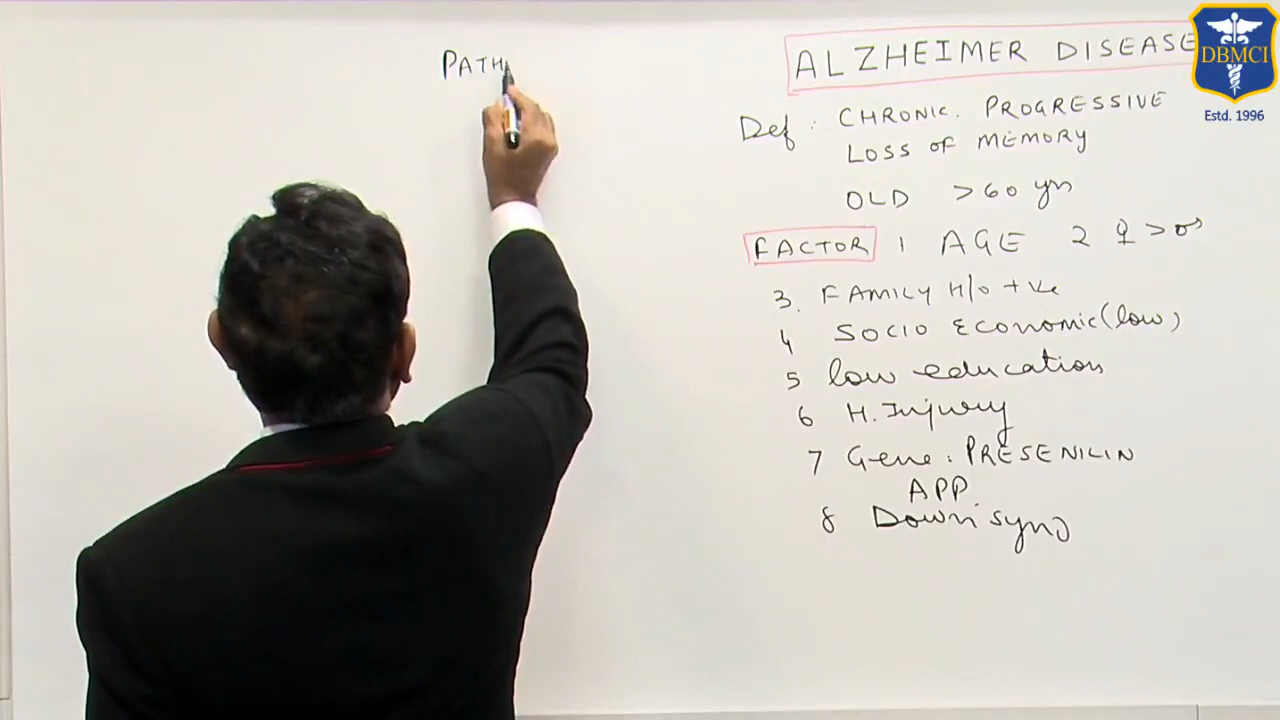 PATH
ALZHEIMER DISEASE
Def : CHRONIC. PROGRESSIVE
LOSS OF MEMORY
OLD >60 yrs
FACTOR 1 AGE 2 ♀ > ♂
3. FAMILY H/o +ve
4 SOCIO ECONOMIC (low)
5 low education
6 H. Injury
7 Gene : PRESENILIN
APP
8 Down' synd
DBMCI
Estd. 1996